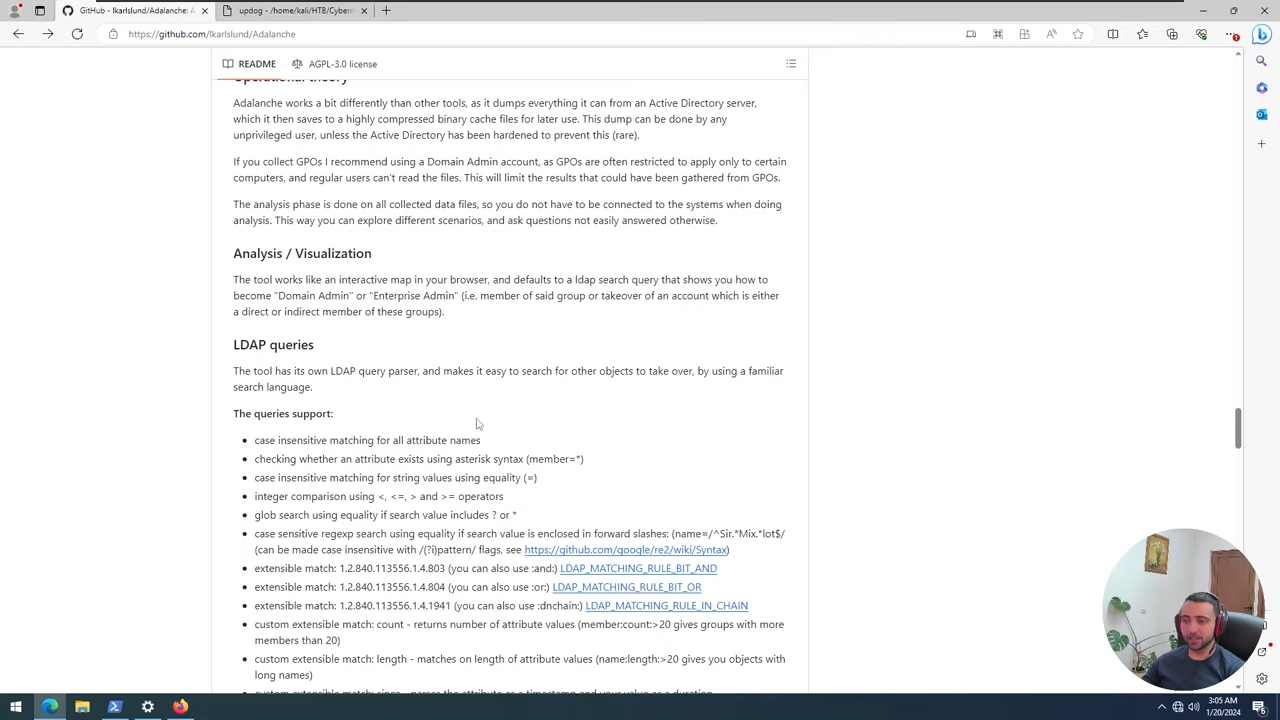 GitHub - lkarlslund/Adalanche: A
updog - /home/kali/HTB/Cyber
https://github.com/lkarlslund/Adalanche
README
AGPL-3.0 license
Operational theory
Adalanche works a bit differently than other tools, as it dumps everything it can from an Active Directory server,
which it then saves to a highly compressed binary cache files for later use. This dump can be done by any
unprivileged user, unless the Active Directory has been hardened to prevent this (rare).
If you collect GPOs I recommend using a Domain Admin account, as GPOs are often restricted to apply only to certain
computers, and regular users can't read the files. This will limit the results that could have been gathered from GPOs.
The analysis phase is done on all collected data files, so you do not have to be connected to the systems when doing
analysis. This way you can explore different scenarios, and ask questions not easily answered otherwise.
Analysis / Visualization
The tool works like an interactive map in your browser, and defaults to a ldap search query that shows you how to
become "Domain Admin" or "Enterprise Admin" (i.e. member of said group or takeover of an account which is either
a direct or indirect member of these groups).
LDAP queries
The tool has its own LDAP query parser, and makes it easy to search for other objects to take over, by using a familiar
search language.
The queries support:
case insensitive matching for all attribute names
checking whether an attribute exists using asterisk syntax (member=*)
case insensitive matching for string values using equality (=)
integer comparison using <, <=, > and >= operators
glob search using equality if search value includes ? or *
case sensitive regexp search using equality if search value is enclosed in forward slashes: (name=/^Sir.*Mix.*lot$/
(can be made case insensitive with /(?i)pattern/ flags, see https://github.com/google/re2/wiki/Syntax)
extensible match: 1.2.840.113556.1.4.803 (you can also use :and:) LDAP_MATCHING_RULE_BIT_AND
extensible match: 1.2.840.113556.1.4.804 (you can also use :or:) LDAP_MATCHING_RULE_BIT_OR
extensible match: 1.2.840.113556.1.4.1941 (you can also use :dnchain:) LDAP_MATCHING_RULE_IN_CHAIN
custom extensible match: count - returns number of attribute values (member:count:>20 gives groups with more
members than 20)
custom extensible match: length - matches on length of attribute values (name:length:>20 gives you objects with
long names)
custom extensible match: since - parses the attribute as a timestamp and your value as a duration
3:05 AM
1/20/2024